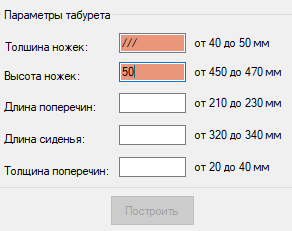 Параметры табурета
Толшина ножек: /// от 40 до 50 мм
Высота ножек: 50 от 450 до 470 мм
Длина поперечин: от 210 до 230 мм
Длина сиденья: от 320 до 340 мм
Толщина поперечин: от 20 до 40 мм
Построить